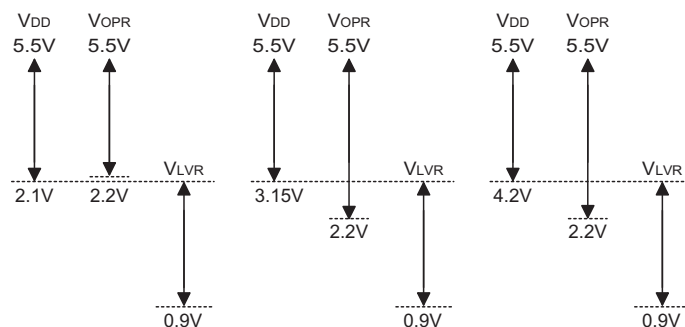 VDD VOPR VDD VOPR VDD VOPR
5.5V 5.5V 5.5V 5.5V 5.5V 5.5V
VLVR VLVR VLVR
2.1V 2.2V 3.15V 4.2V
2.2V 2.2V
0.9V 0.9V 0.9V